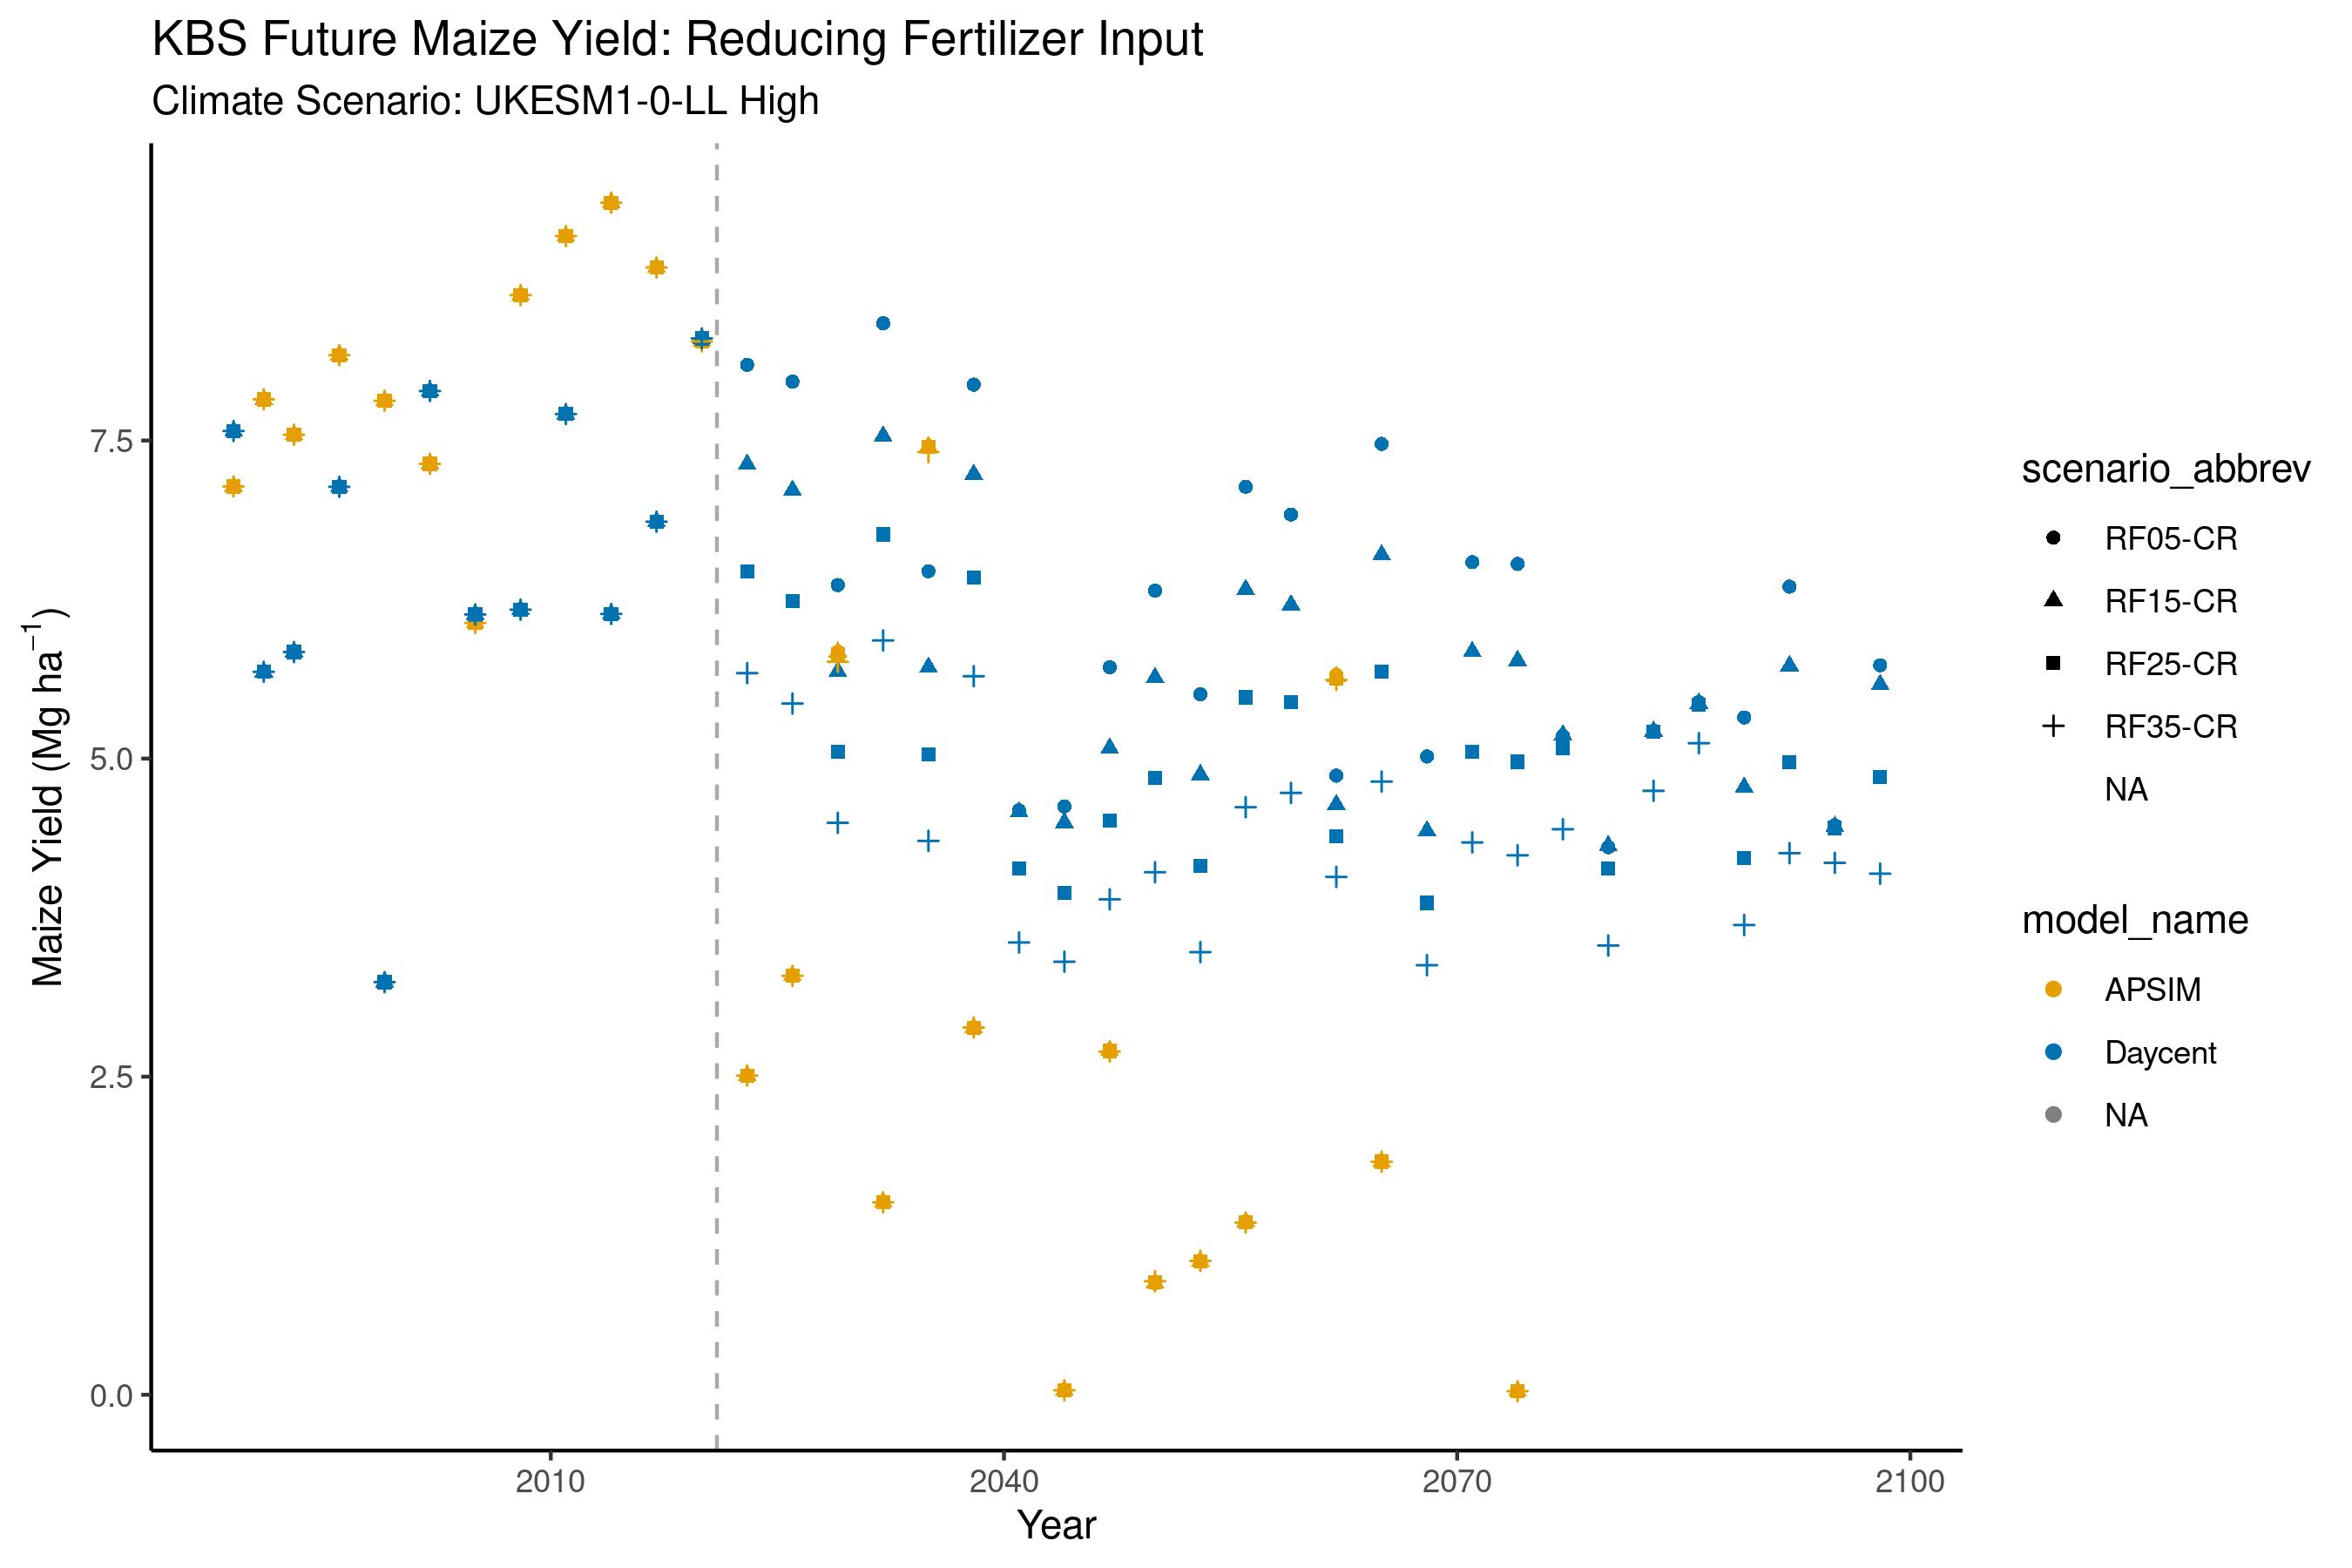 KBS Future Maize Yield: Reducing Fertilizer Input
Climate Scenario: UKESM1-0-LL High
Maize Yield (Mg ha⁻¹)
7.5
5.0
2.5
0.0
2010
2040
2070
2100
Year
scenario_abbrev
RF05-CR
RF15-CR
RF25-CR
RF35-CR
NA
model_name
APSIM
Daycent
NA